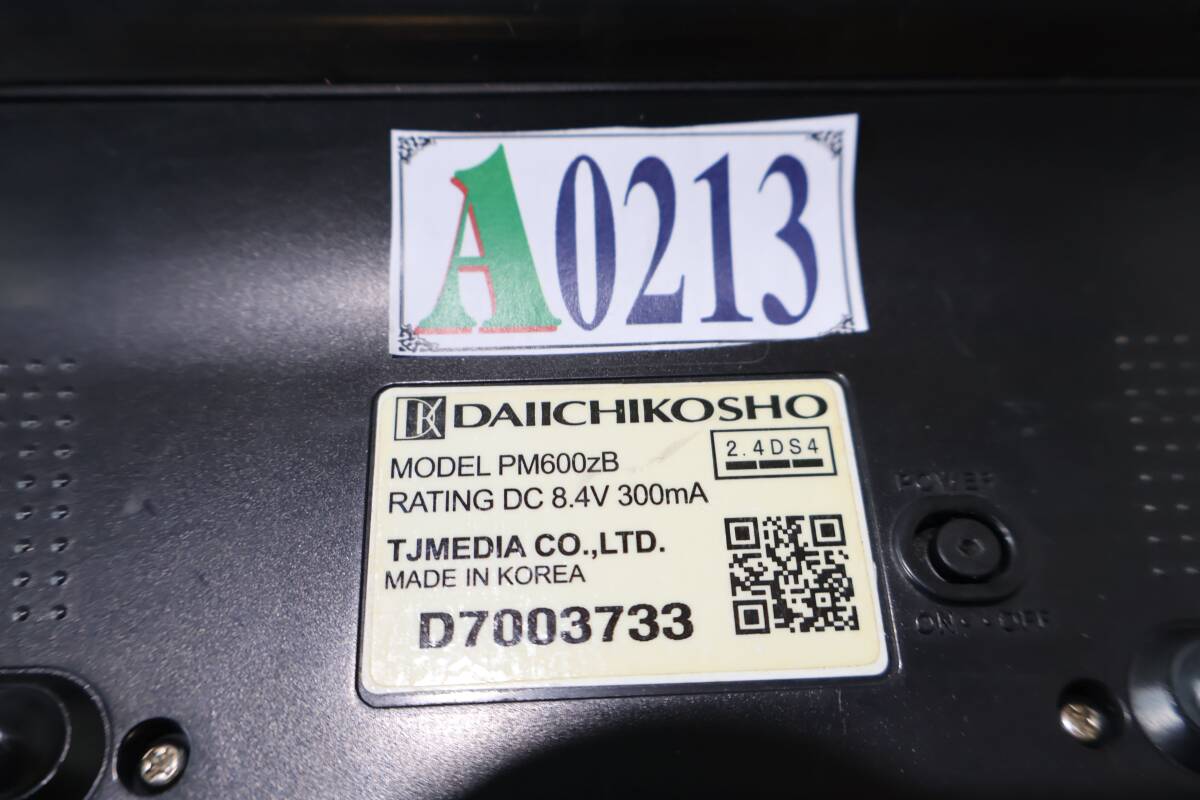 A0213
DK DAIICHIKOSHO
MODEL PM600zB
2.4DS4
RATING DC 8.4V 300mA
TJMEDIA CO.,LTD.
MADE IN KOREA
D7003733
POWER
ON · · OFF